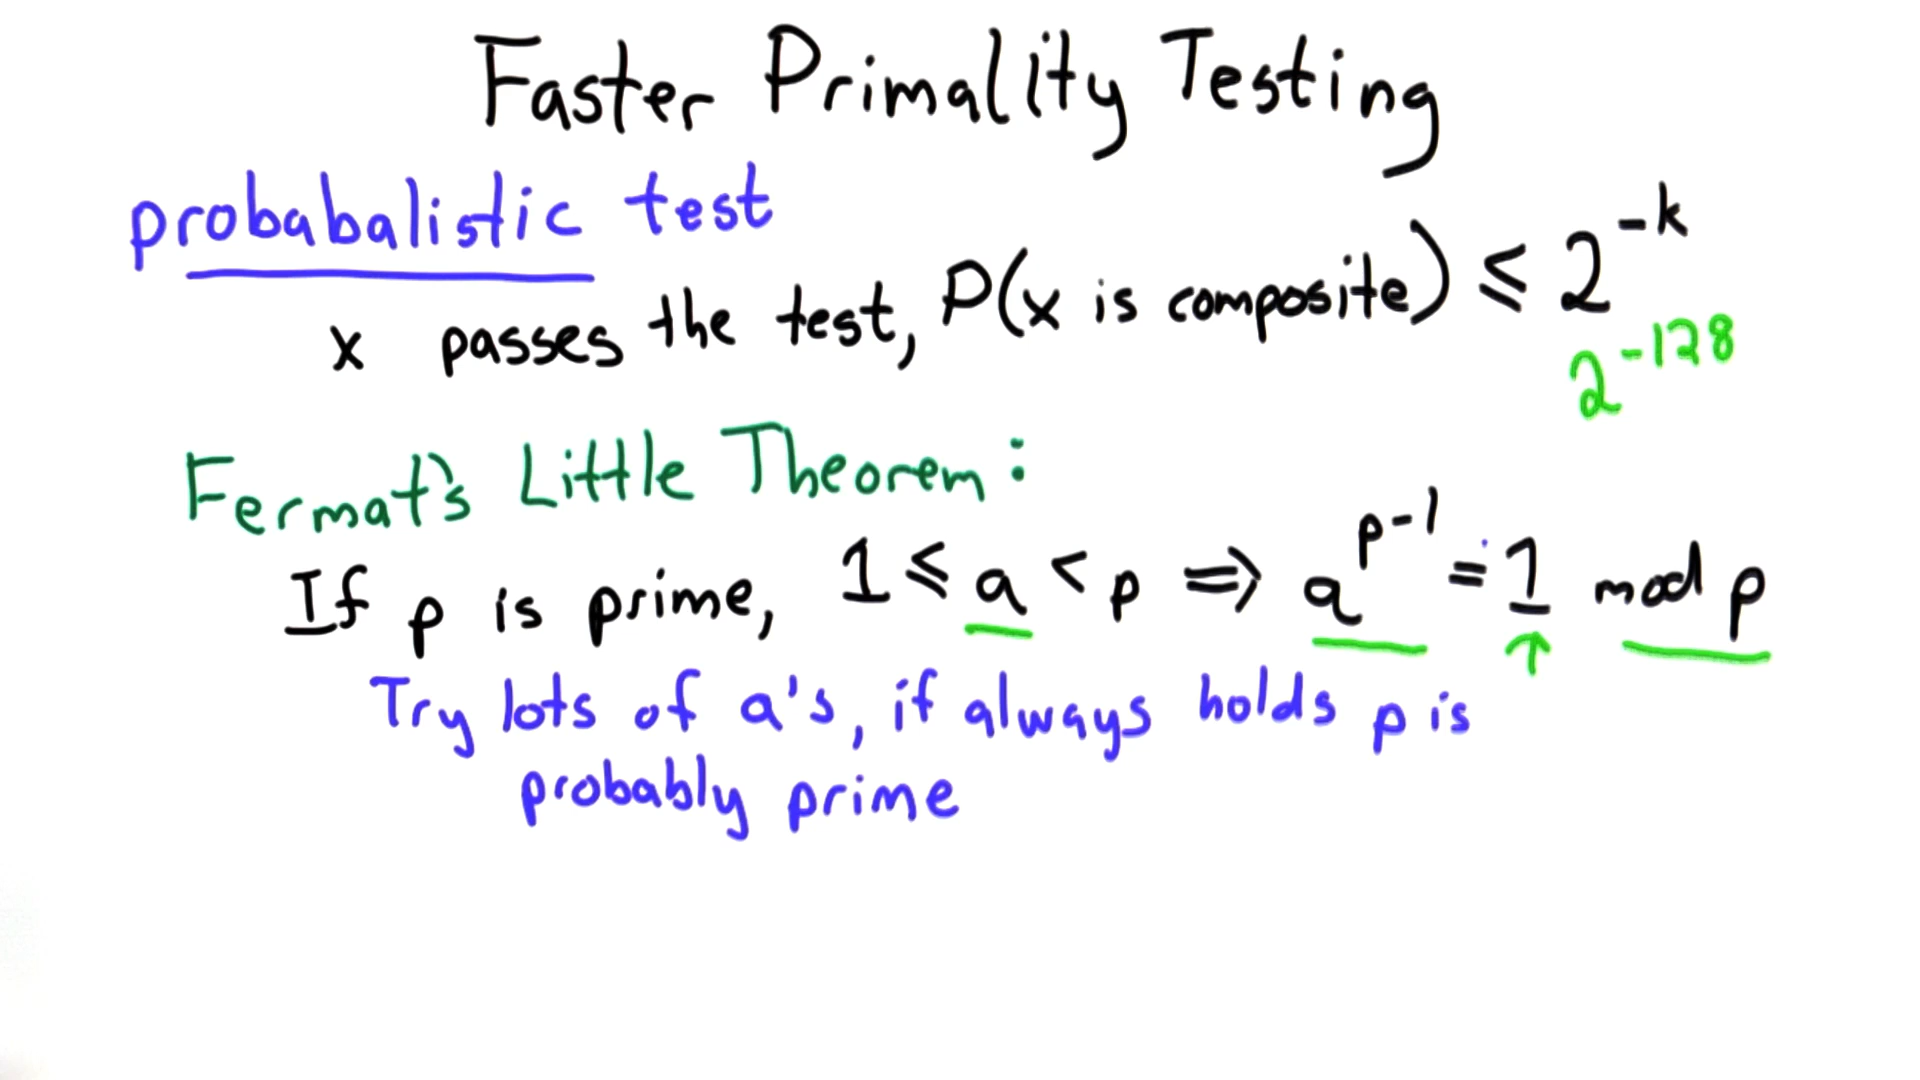 Faster Primality Testing
probabalistic test
x passes the test, P(x is composite) ≤ 2^-k
2^-128
Fermat's Little Theorem:
If p is prime, 1 ≤ a < p ⇒ a^p-1 = 1 mod p
↑
Try lots of a's, if always holds p is
probably prime